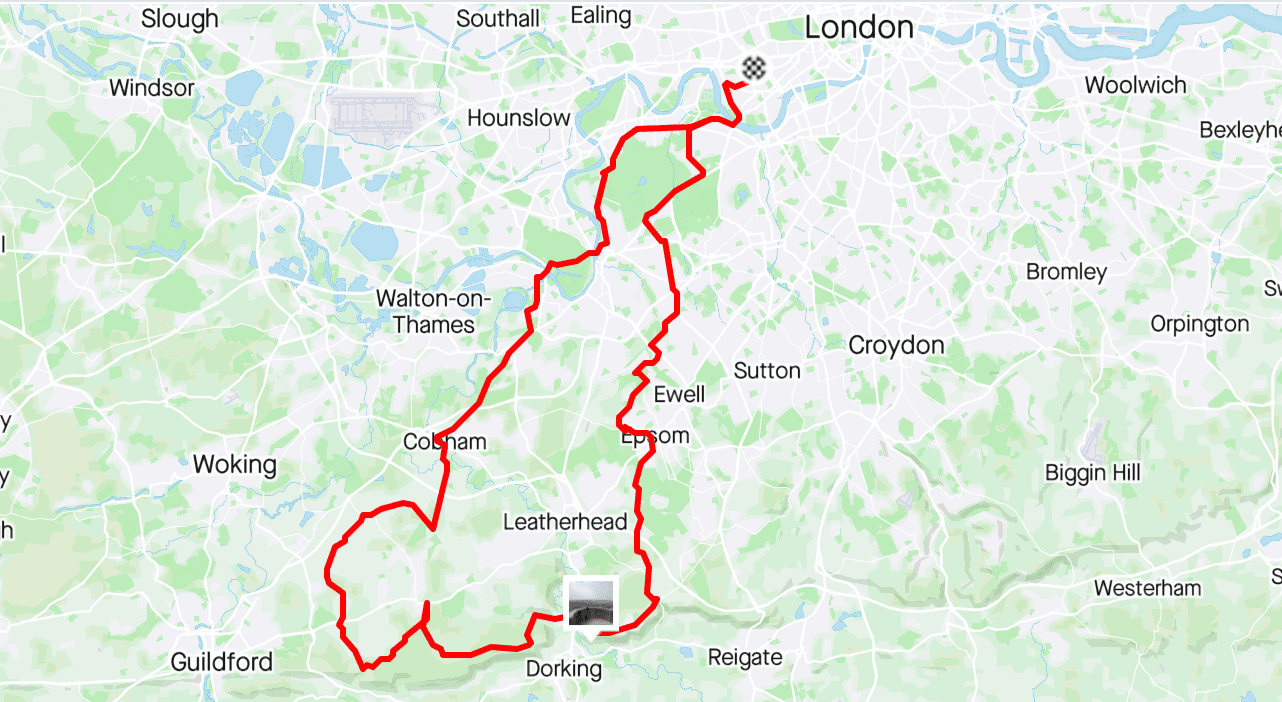 Slough
Southall
Ealing
London
Windsor
Woolwich
Hounslow
Bexleyhe
Bromley
Walton-on-
Thames
Sw
Orpington
Croydon
Sutton
Ewell
y
Cobham
Epsom
Woking
Biggin Hill
y
Leatherhead
gh
Westerham
S
Guildford
Dorking
Reigate